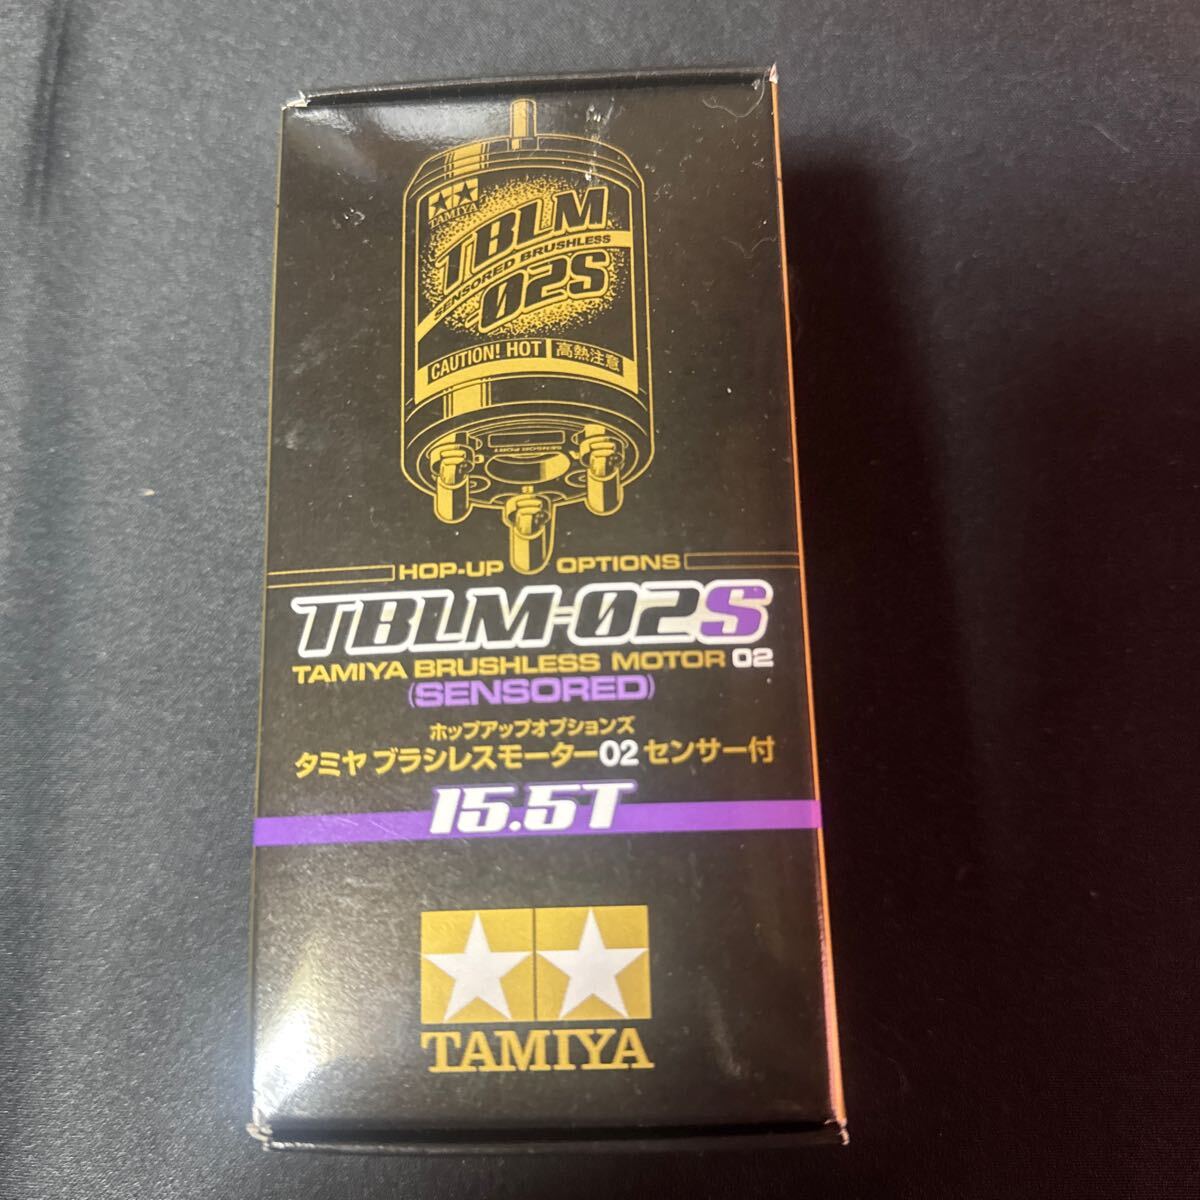 TAMIYA
TBLM
SENSORED BRUSHLESS
-02S
CAUTION! HOT 高熱注意
SENSOR PORT
HOP-UP OPTIONS
TBLM-02S
TAMIYA BRUSHLESS MOTOR 02
(SENSORED)
ホップアップオプションズ
タミヤ ブラシレスモーター02 センサー付
15.5T
TAMIYA